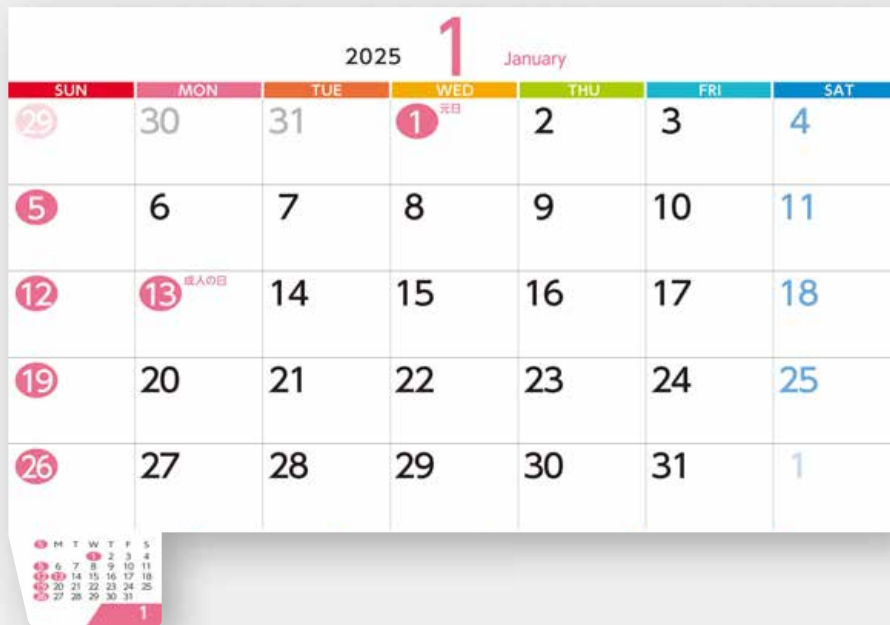 2025 1 January
SUN MON TUE WED THU FRI SAT
29 30 31 1 元日 2 3 4
5 6 7 8 9 10 11
12 13 成人の日 14 15 16 17 18
19 20 21 22 23 24 25
26 27 28 29 30 31 1
S M T W T F S
1 2 3 4
5 6 7 8 9 10 11
12 13 14 15 16 17 18
19 20 21 22 23 24 25
26 27 28 29 30 31
1